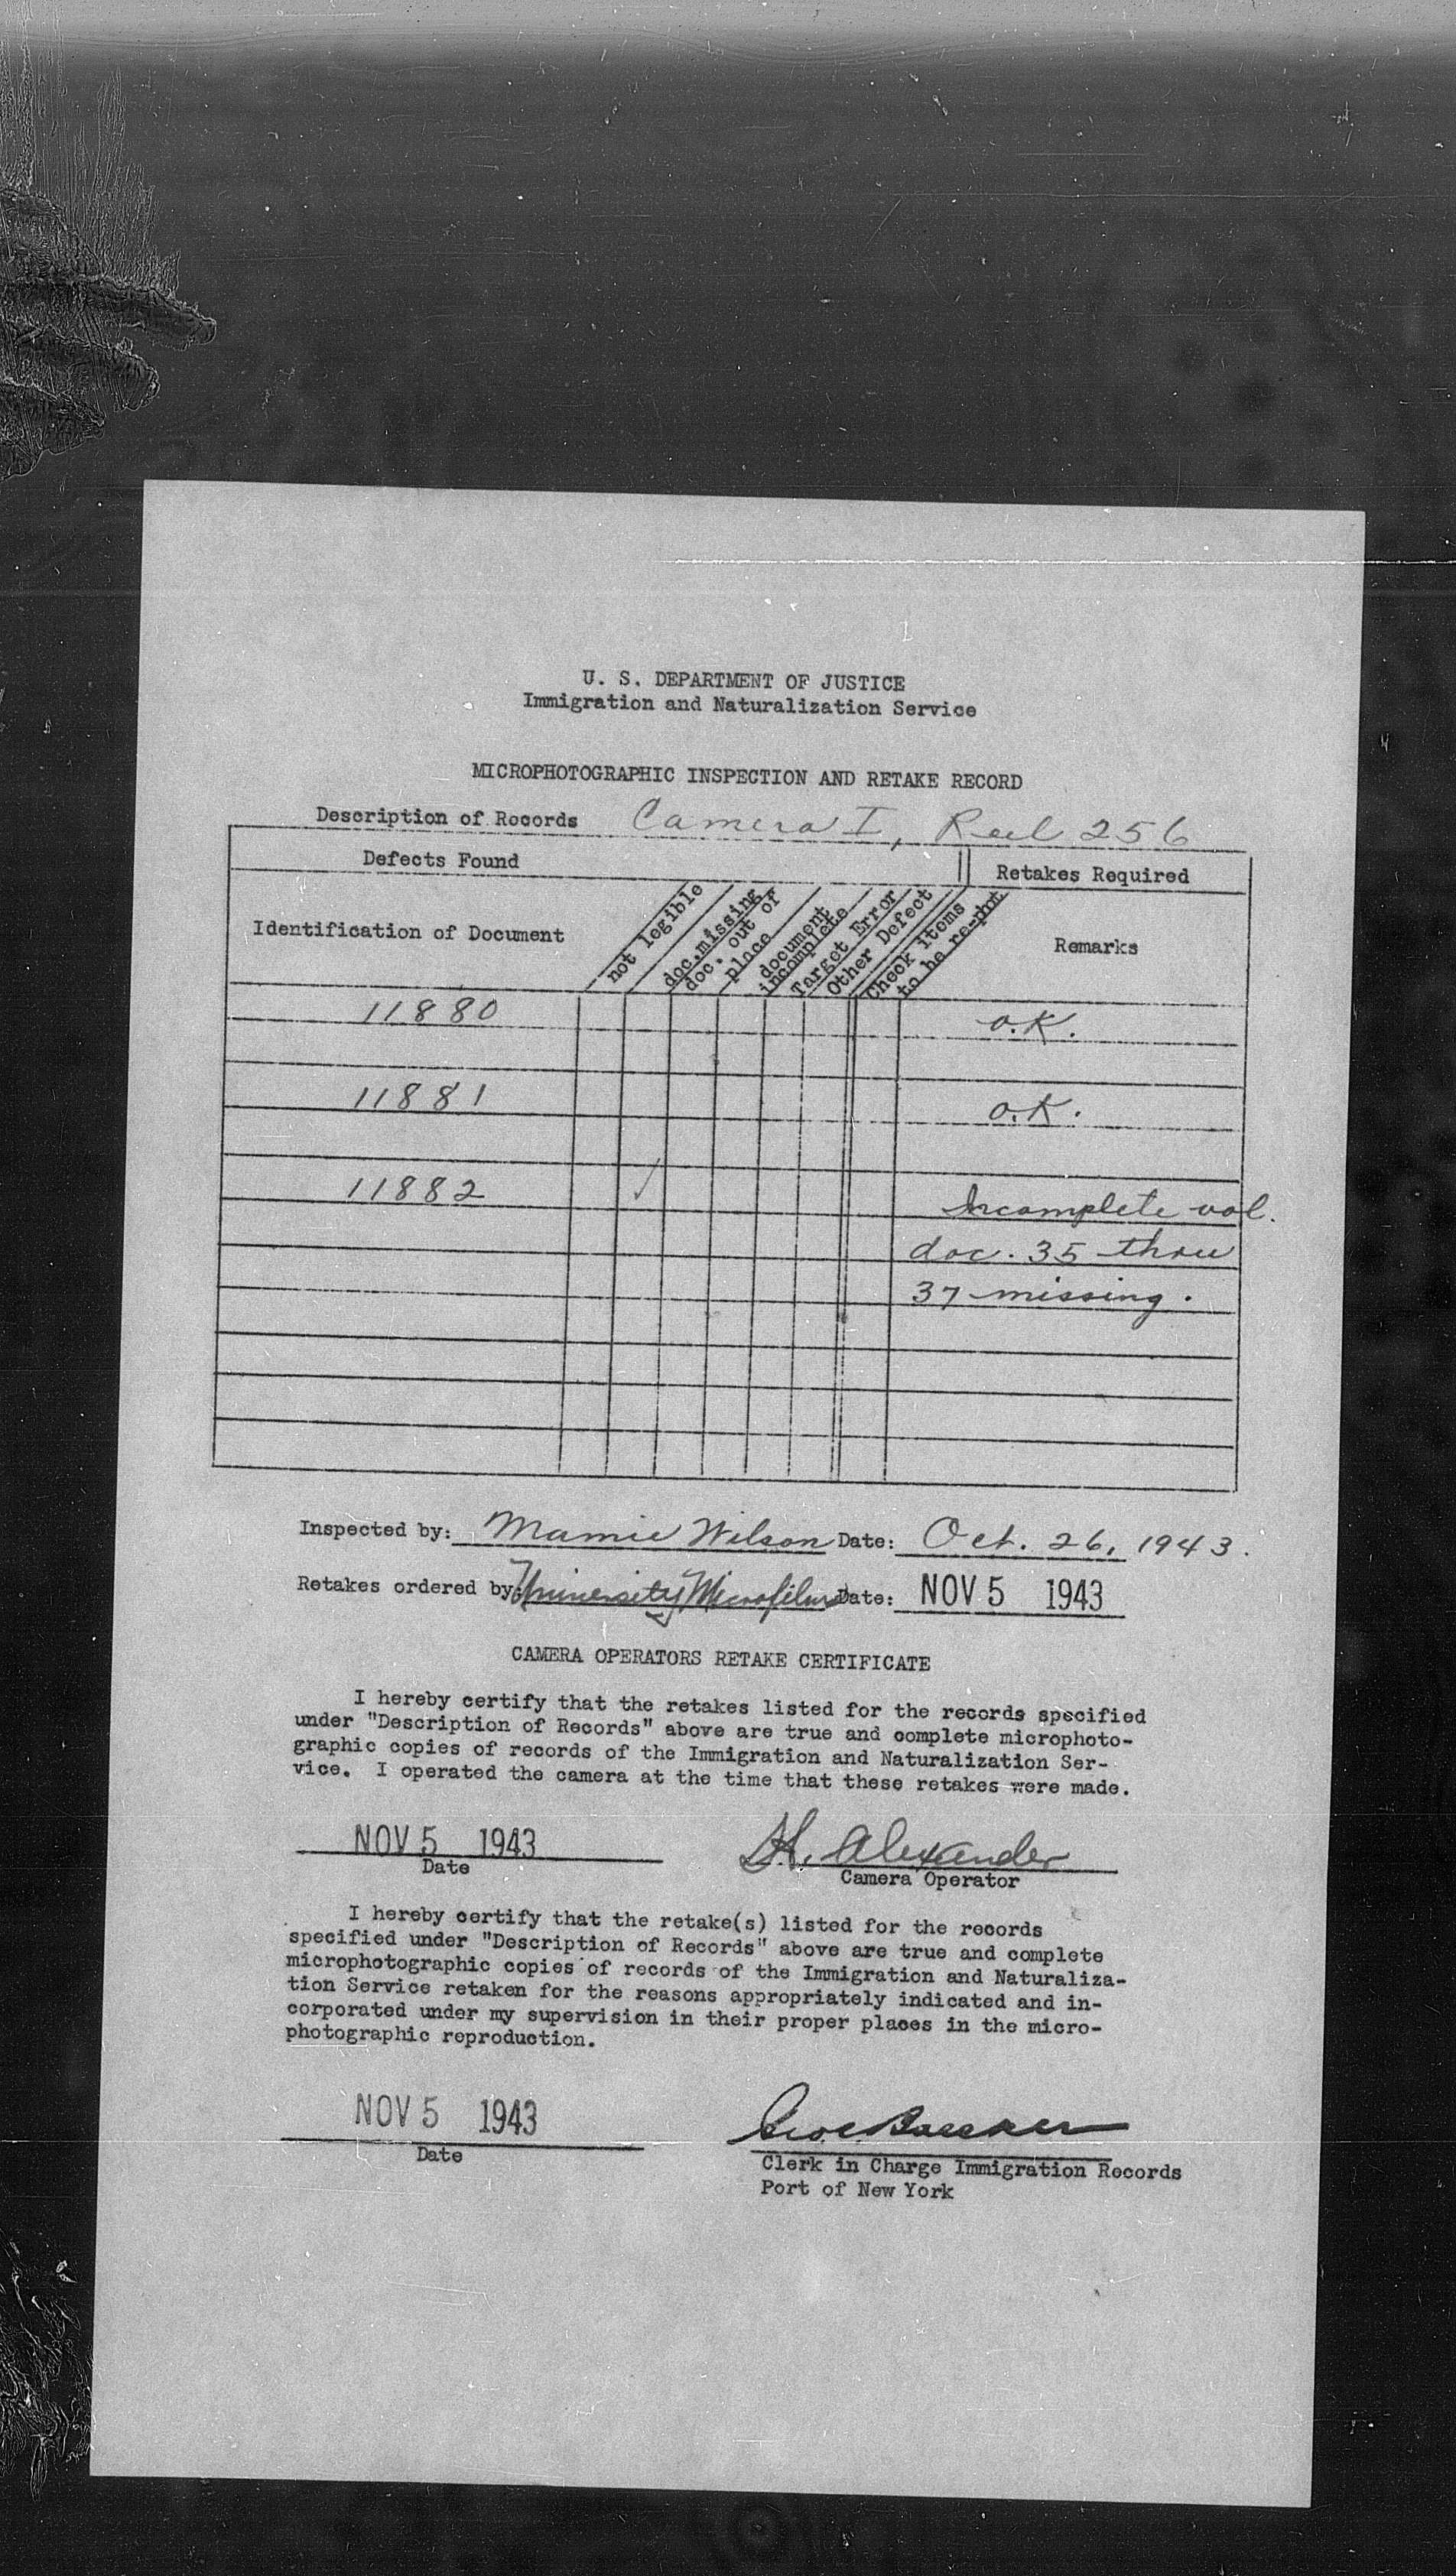 U. S. DEPARTMENT OF JUSTICE
Immigration and Naturalization Service
MICROPHOTOGRAPHIC INSPECTION AND RETAKE RECORD
Description of Records Camera I, Reel 256
Defects Found
Retakes Required
Identification of Document
not legible
doc.missing
doc. out of
place
document
incomplete
Target Error
Other Defect
Check items
to be re-phot
Remarks
11880 O.K.
11881 O.K.
11882 ✓ Incomplete vol.
doc. 35 thru
37 missing.
Inspected by: Mamie Wilson Date: Oct. 26, 1943.
Retakes ordered by: University Microfilms Date: NOV 5 1943
CAMERA OPERATORS RETAKE CERTIFICATE
I hereby certify that the retakes listed for the records specified
under "Description of Records" above are true and complete microphoto-
graphic copies of records of the Immigration and Naturalization Ser-
vice. I operated the camera at the time that these retakes were made.
NOV 5 1943 H. Alexander
Date Camera Operator
I hereby certify that the retake(s) listed for the records
specified under "Description of Records" above are true and complete
microphotographic copies of records of the Immigration and Naturaliza-
tion Service retaken for the reasons appropriately indicated and in-
corporated under my supervision in their proper places in the micro-
photographic reproduction.
NOV 5 1943
Date
Clerk in Charge Immigration Records
Port of New York